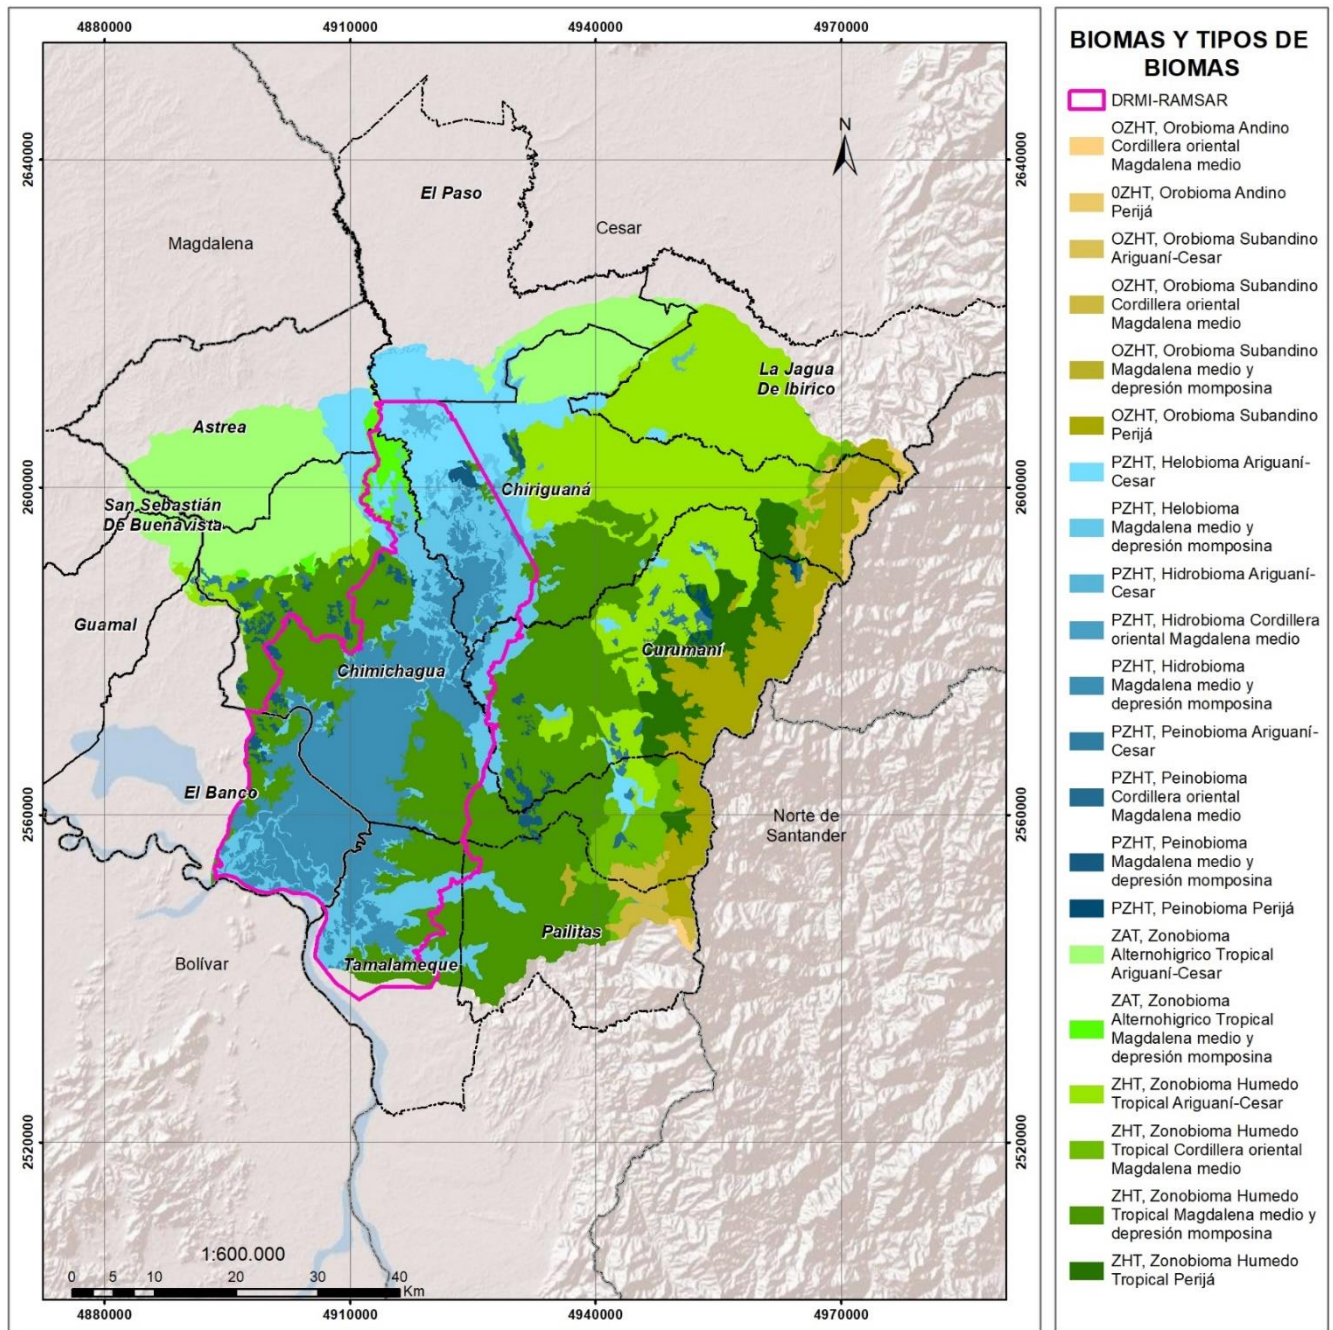 4880000
4910000
4940000
4970000
2640000
2640000
N
El Paso
Magdalena
Cesar
La Jagua
De Ibirico
Astrea
2600000
2600000
San Sebastián
De Buenavista
Chiriguaná
Guamal
Chimichagua
Curumaní
El Banco
2560000
2560000
Norte de
Santander
Bolívar
Tamalameque
Pailitas
2520000
2520000
1:600.000
0 5 10 20 30 40
Km
4880000
4910000
4940000
4970000
BIOMAS Y TIPOS DE
BIOMAS
DRMI-RAMSAR
OZHT, Orobioma Andino
Cordillera oriental
Magdalena medio
0ZHT, Orobioma Andino
Perijá
OZHT, Orobioma Subandino
Ariguaní-Cesar
OZHT, Orobioma Subandino
Cordillera oriental
Magdalena medio
OZHT, Orobioma Subandino
Magdalena medio y
depresión momposina
OZHT, Orobioma Subandino
Perijá
PZHT, Helobioma Ariguaní-
Cesar
PZHT, Helobioma
Magdalena medio y
depresión momposina
PZHT, Hidrobioma Ariguaní-
Cesar
PZHT, Hidrobioma Cordillera
oriental Magdalena medio
PZHT, Hidrobioma
Magdalena medio y
depresión momposina
PZHT, Peinobioma Ariguaní-
Cesar
PZHT, Peinobioma
Cordillera oriental
Magdalena medio
PZHT, Peinobioma
Magdalena medio y
depresión momposina
PZHT, Peinobioma Perijá
ZAT, Zonobioma
Alternohigrico Tropical
Ariguaní-Cesar
ZAT, Zonobioma
Alternohigrico Tropical
Magdalena medio y
depresión momposina
ZHT, Zonobioma Humedo
Tropical Ariguaní-Cesar
ZHT, Zonobioma Humedo
Tropical Cordillera oriental
Magdalena medio
ZHT, Zonobioma Humedo
Tropical Magdalena medio y
depresión momposina
ZHT, Zonobioma Humedo
Tropical Perijá